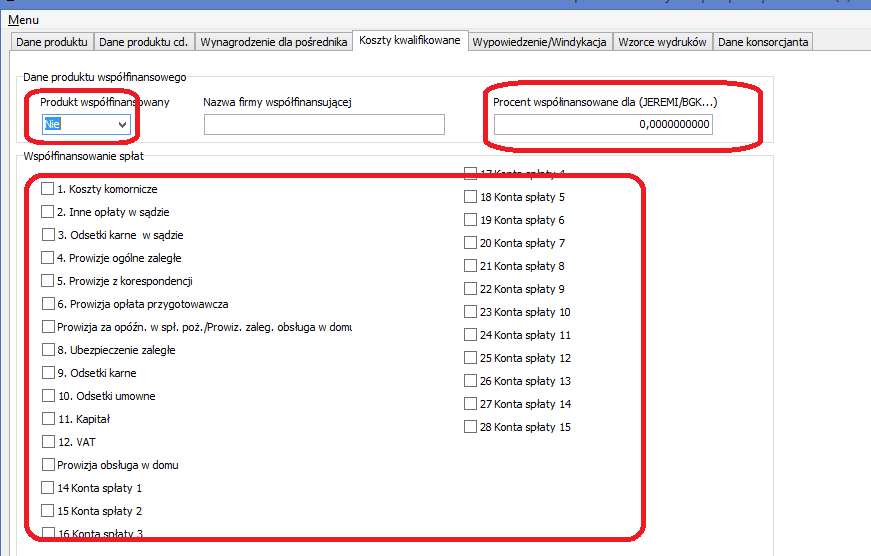 Menu
Dane produktu
Dane produktu cd.
Wynagrodzenie dla pośrednika
Koszty kwalifikowane
Wypowiedzenie/Windykacja
Wzorce wydruków
Dane konsorcjanta
Dane produktu współfinansowego
Produkt współfinansowany
Nie
Nazwa firmy współfinansującej
Procent wspólinansowane dla (JEREMI/BGK...)
0,0000000000
Współfinansowanie spłat
1. Koszty komornicze
2. Inne opłaty w sądzie
3. Odsetki karne w sądzie
4. Prowizje ogólne zaległe
5. Prowizje z korespondencji
6. Prowizja opłata przygotowawcza
Prowizja za opóźn. w spł. poż./Prowiz. zaleg. obsługa w domu
8. Ubezpieczenie zaległe
9. Odsetki karne
10. Odsetki umowne
11. Kapitał
12. VAT
Prowizja obsługa w domu
14 Konta spłaty 1
15 Konta spłaty 2
16 Konta spłaty 3
17 Konta spłaty 4
18 Konta spłaty 5
19 Konta spłaty 6
20 Konta spłaty 7
21 Konta spłaty 8
22 Konta spłaty 9
23 Konta spłaty 10
24 Konta spłaty 11
25 Konta spłaty 12
26 Konta spłaty 13
27 Konta spłaty 14
28 Konta spłaty 15